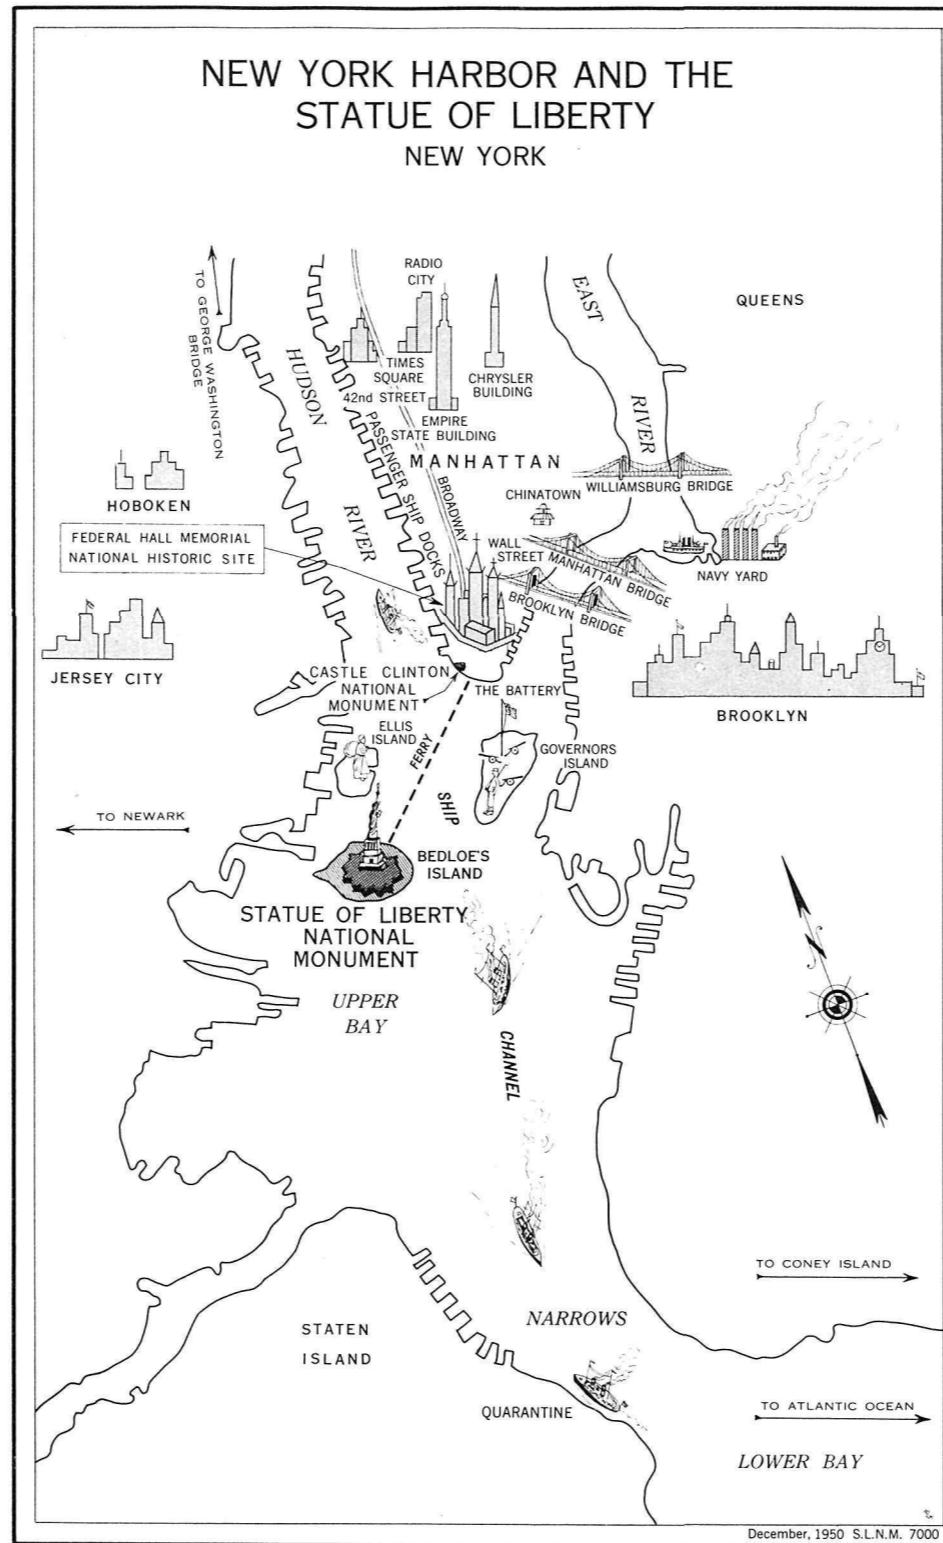 NEW YORK HARBOR AND THE
STATUE OF LIBERTY
NEW YORK
TO GEORGE WASHINGTON
BRIDGE
HUDSON
RIVER
RADIO
CITY
TIMES
SQUARE
42nd STREET
CHRYSLER
BUILDING
EMPIRE
STATE BUILDING
EAST
RIVER
QUEENS
PASSENGER SHIP DOCKS
BROADWAY
MANHATTAN
WILLIAMSBURG BRIDGE
HOBOKEN
CHINATOWN
FEDERAL HALL MEMORIAL
NATIONAL HISTORIC SITE
WALL
STREET
MANHATTAN BRIDGE
BROOKLYN BRIDGE
NAVY YARD
JERSEY CITY
CASTLE CLINTON
NATIONAL
MONUMENT
THE BATTERY
BROOKLYN
ELLIS
ISLAND
FERRY
GOVERNORS
ISLAND
SHIP
TO NEWARK
BEDLOE'S
ISLAND
STATUE OF LIBERTY
NATIONAL
MONUMENT
N
UPPER
BAY
CHANNEL
TO CONEY ISLAND
NARROWS
STATEN
ISLAND
QUARANTINE
TO ATLANTIC OCEAN
LOWER BAY
December, 1950 S.L.N.M. 7000